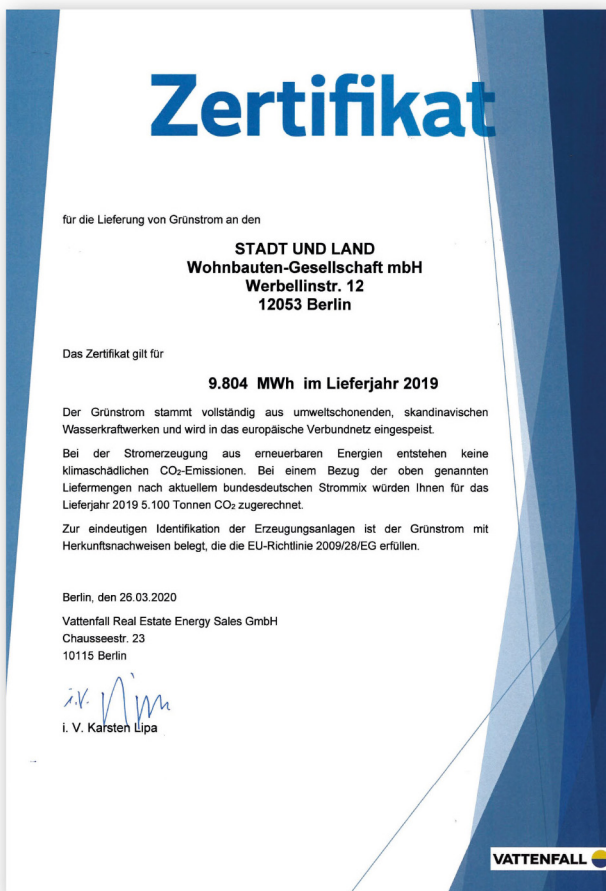 Zertifikat
für die Lieferung von Grünstrom an den
STADT UND LAND
Wohnbauten-Gesellschaft mbH
Werbellinstr. 12
12053 Berlin
Das Zertifikat gilt für
9.804 MWh im Lieferjahr 2019
Der Grünstrom stammt vollständig aus umweltschonenden, skandinavischen
Wasserkraftwerken und wird in das europäische Verbundnetz eingespeist.
Bei der Stromerzeugung aus erneuerbaren Energien entstehen keine
klimaschädlichen CO₂-Emissionen. Bei einem Bezug der oben genannten
Liefermengen nach aktuellem bundesdeutschen Strommix würden Ihnen für das
Lieferjahr 2019 5.100 Tonnen CO₂ zugerechnet.
Zur eindeutigen Identifikation der Erzeugungsanlagen ist der Grünstrom mit
Herkunftsnachweisen belegt, die die EU-Richtlinie 2009/28/EG erfüllen.
Berlin, den 26.03.2020
Vattenfall Real Estate Energy Sales GmbH
Chausseestr. 23
10115 Berlin
i.V.
i. V. Karsten Lipa
VATTENFALL